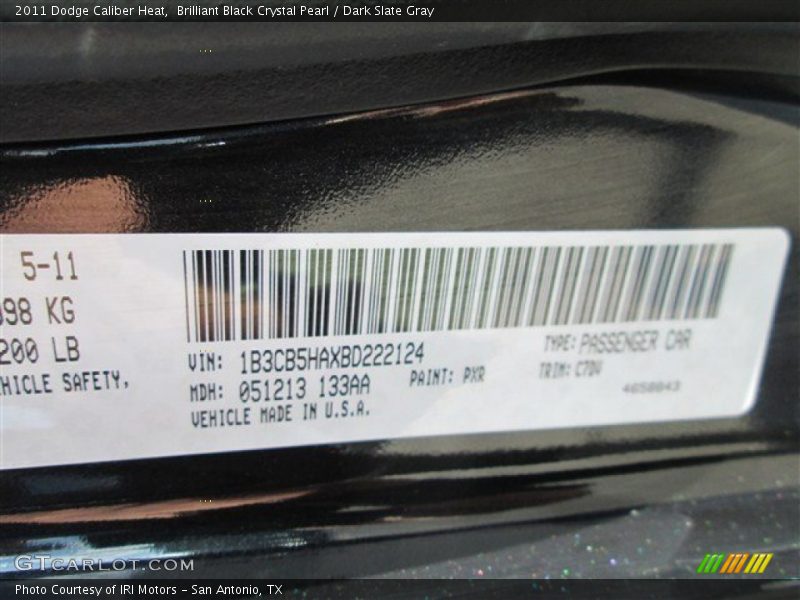 2011 Dodge Caliber Heat,  Brilliant Black Crystal Pearl / Dark Slate Gray
5-11
98 KG
200 LB
HICLE SAFETY,
VIN: 1B3CB5HAXBD222124
TYPE: PASSENGER CAR
MDH: 051213 133AA
PAINT: PXR
TRIM: C7DV
VEHICLE MADE IN U.S.A.
4658843
GTCARLOT.COM
Photo Courtesy of IRI Motors – San Antonio, TX